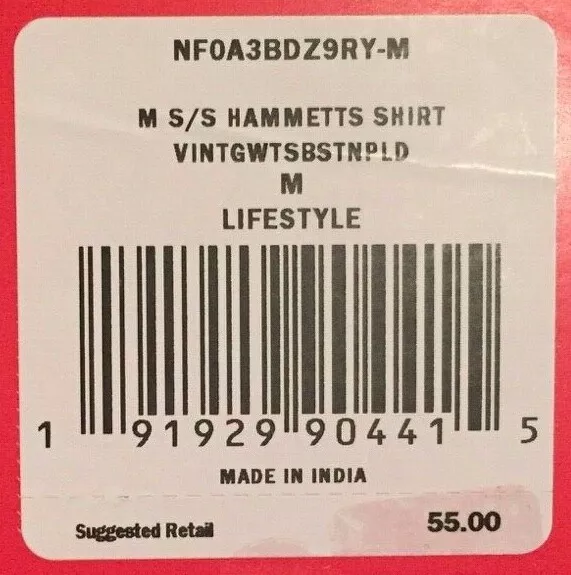 NF0A3BDZ9RY-M
M S/S HAMMETTS SHIRT
VINTGWTSBSTNPLD
M
LIFESTYLE
1 91929 90441 5
MADE IN INDIA
Suggested Retail 55.00